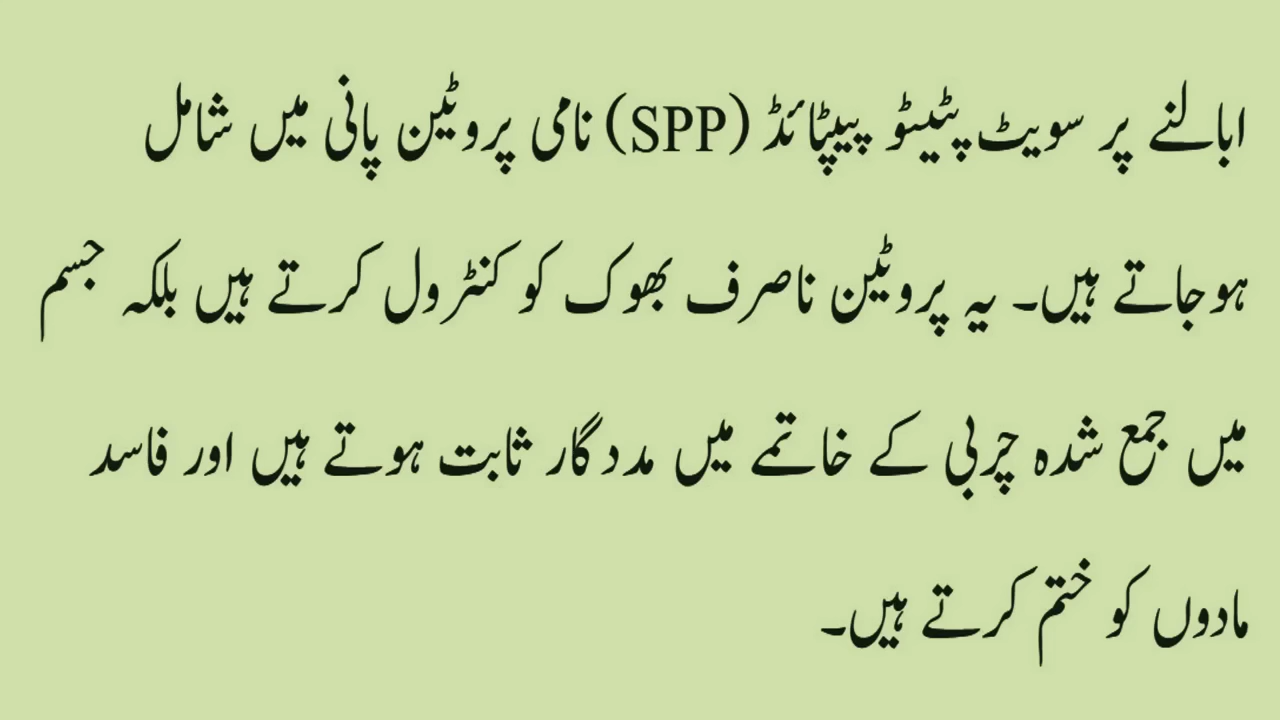 ابالنے پر سویٹ پٹیسٹو پیپٹائڈ (SPP) نامی پروٹین پانی میں شامل
ہوجاتے ہیں۔ یہ پروٹین ناصرف بھوک کو کنٹرول کرتے ہیں بلکہ جسم
میں جمع شدہ چربی کے خاتمے میں مددگار ثابت ہوتے ہیں اور فاسد
مادوں کو ختم کرتے ہیں۔